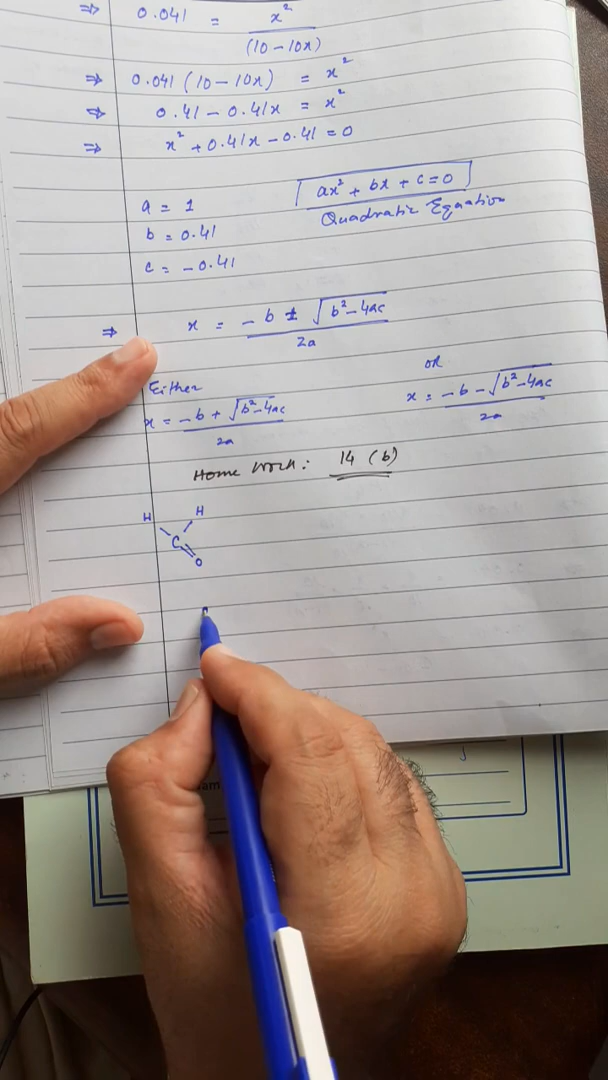 ⇒ 0.041 = x² / (10 - 10x)
⇒ 0.041 (10 - 10x) = x²
⇒ 0.41 - 0.41x = x²
⇒ x² + 0.41x - 0.41 = 0
a = 1
ax² + bx + c = 0
b = 0.41
Quadratic Equation
c = - 0.41
⇒ x = - b ± √b² - 4ac / 2a
Either
OR
x = - b + √b² - 4ac / 2a
x = - b - √b² - 4ac / 2a
Home Work: 14 (b)
H H
C
O